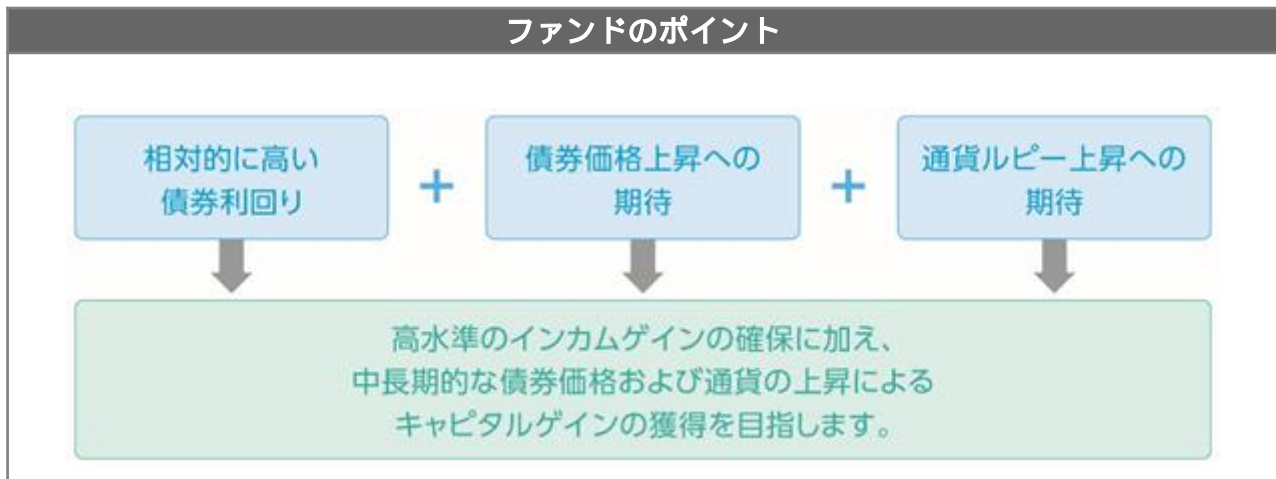 ファンドのポイント
相対的に高い
債券利回り
+
債券価格上昇への
期待
+
通貨ルピー上昇への
期待
高水準のインカムゲインの確保に加え、
中長期的な債券価格および通貨の上昇による
キャピタルゲインの獲得を目指します。